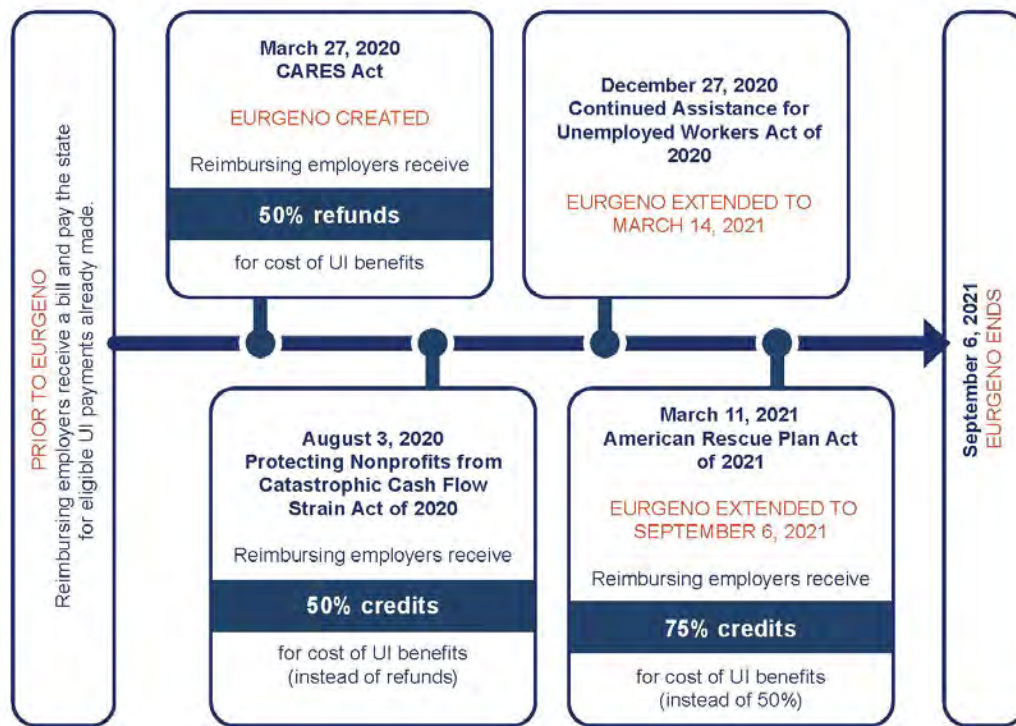 PRIOR TO EURGENO
Reimbursing employers receive a bill and pay the state
for eligible UI payments already made.
March 27, 2020
CARES Act
EURGENO CREATED
Reimbursing employers receive
50% refunds
for cost of UI benefits
August 3, 2020
Protecting Nonprofits from
Catastrophic Cash Flow
Strain Act of 2020
Reimbursing employers receive
50% credits
for cost of UI benefits
(instead of refunds)
December 27, 2020
Continued Assistance for
Unemployed Workers Act of
2020
EURGENO EXTENDED TO
MARCH 14, 2021
March 11, 2021
American Rescue Plan Act
of 2021
EURGENO EXTENDED TO
SEPTEMBER 6, 2021
Reimbursing employers receive
75% credits
for cost of UI benefits
(instead of 50%)
September 6, 2021
EURGENO ENDS